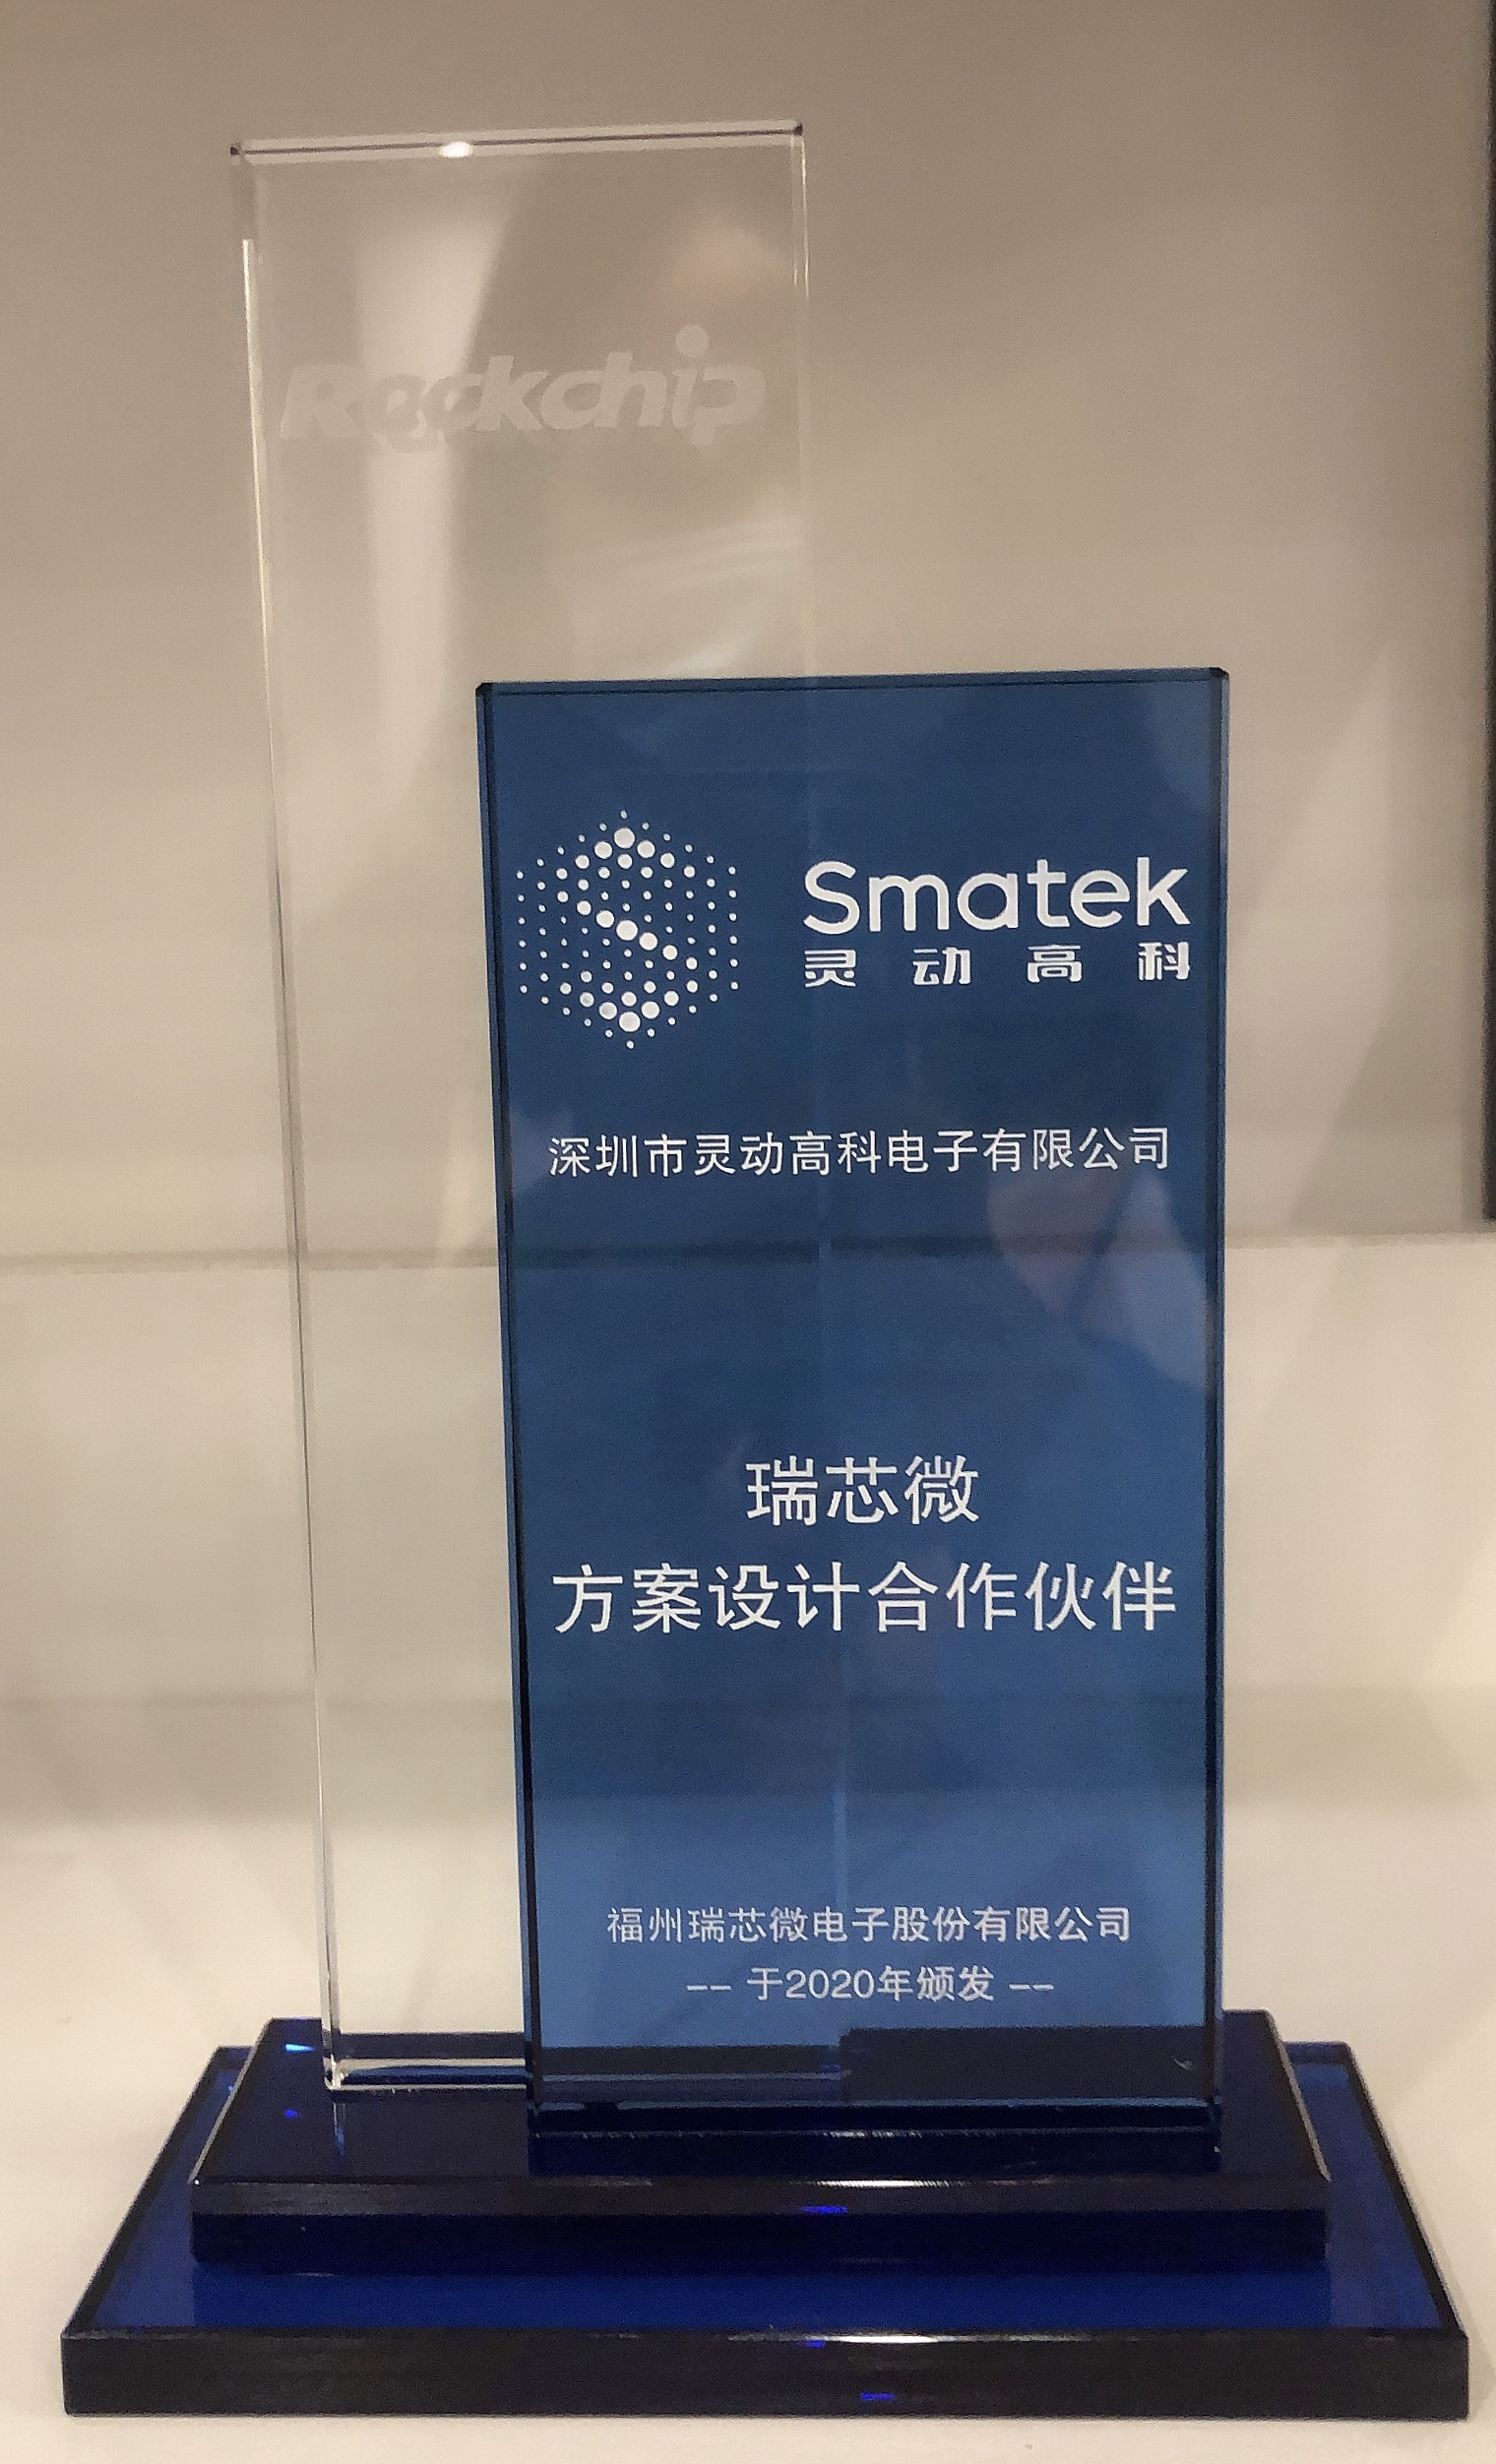 Rockchip
Smatek
灵动高科
深圳市灵动高科电子有限公司
瑞芯微
方案设计合作伙伴
福州瑞芯微电子股份有限公司
-- 于2020年颁发 --